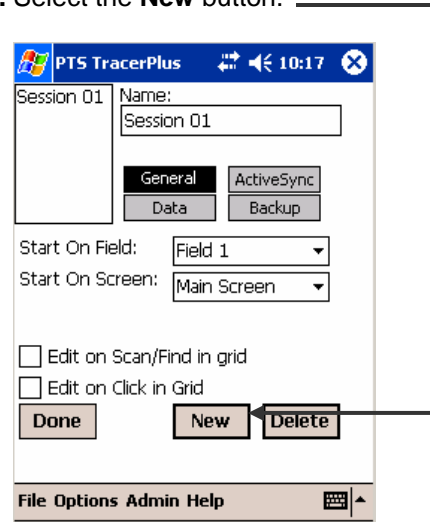 . Select the New button.
PTS TracerPlus 10:17
Session 01
Name:
Session 01
General ActiveSync
Data Backup
Start On Field: Field 1
Start On Screen: Main Screen
Edit on Scan/Find in grid
Edit on Click in Grid
Done New Delete
File Options Admin Help